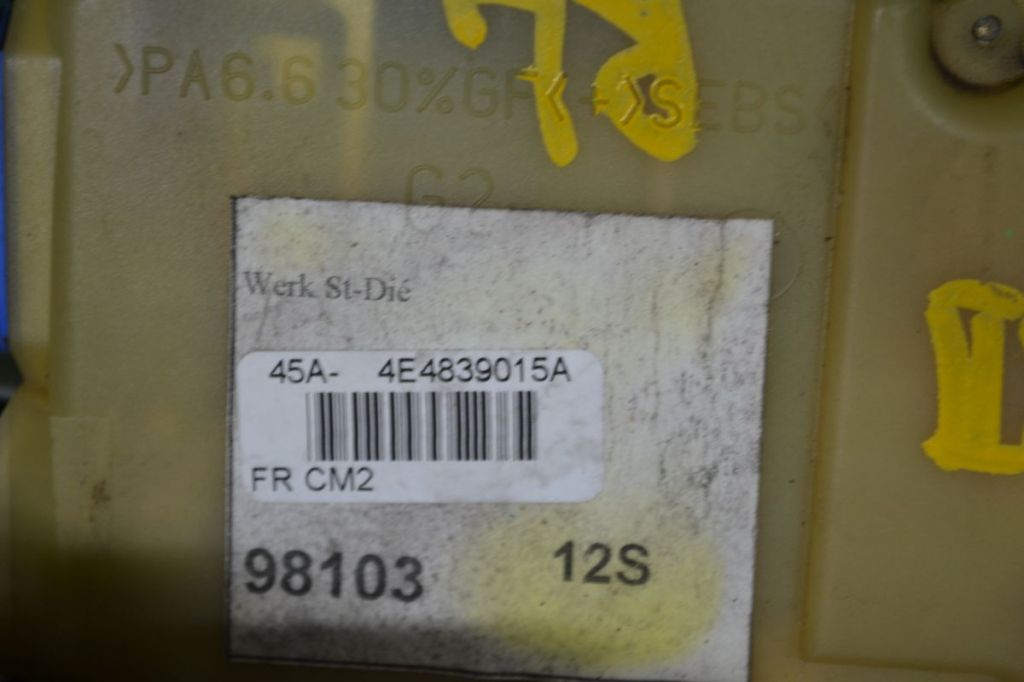 >PA6.6 30%GF< + >SEBS<
G2
Werk St-Dié
45A- 4E4839015A
FR CM2
98103 12S